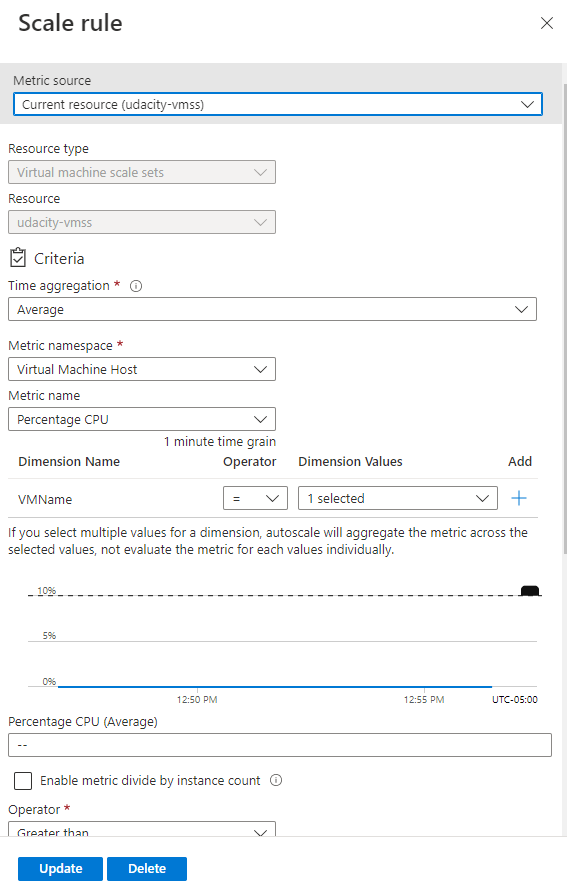 Scale rule
Metric source
Current resource (udacity-vmss)
Resource type
Virtual machine scale sets
Resource
udacity-vmss
Criteria
Time aggregation *
Average
Metric namespace *
Virtual Machine Host
Metric name
Percentage CPU
1 minute time grain
Dimension Name Operator Dimension Values Add
VMName = 1 selected +
If you select multiple values for a dimension, autoscale will aggregate the metric across the
selected values, not evaluate the metric for each values individually.
10%
5%
0%
12:50 PM 12:55 PM UTC-05:00
Percentage CPU (Average)
--
Enable metric divide by instance count
Operator *
Greater than
Update Delete